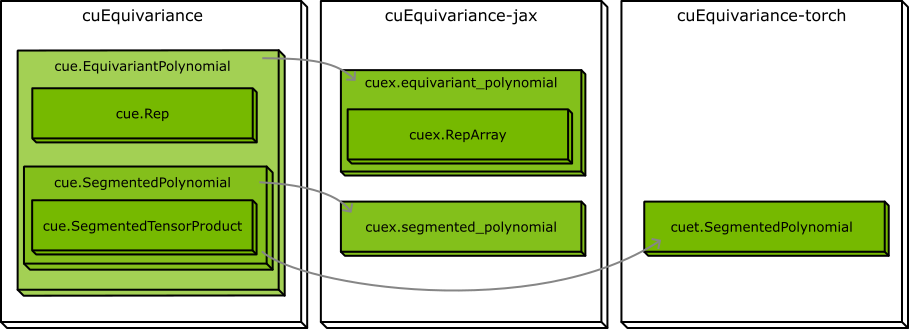 cuEquivariance
cue.EquivariantPolynomial
cue.Rep
cue.SegmentedPolynomial
cue.SegmentedTensorProduct
cuEquivariance-jax
cuex.equivariant_polynomial
cuex.RepArray
cuex.segmented_polynomial
cuEquivariance-torch
cuet.SegmentedPolynomial